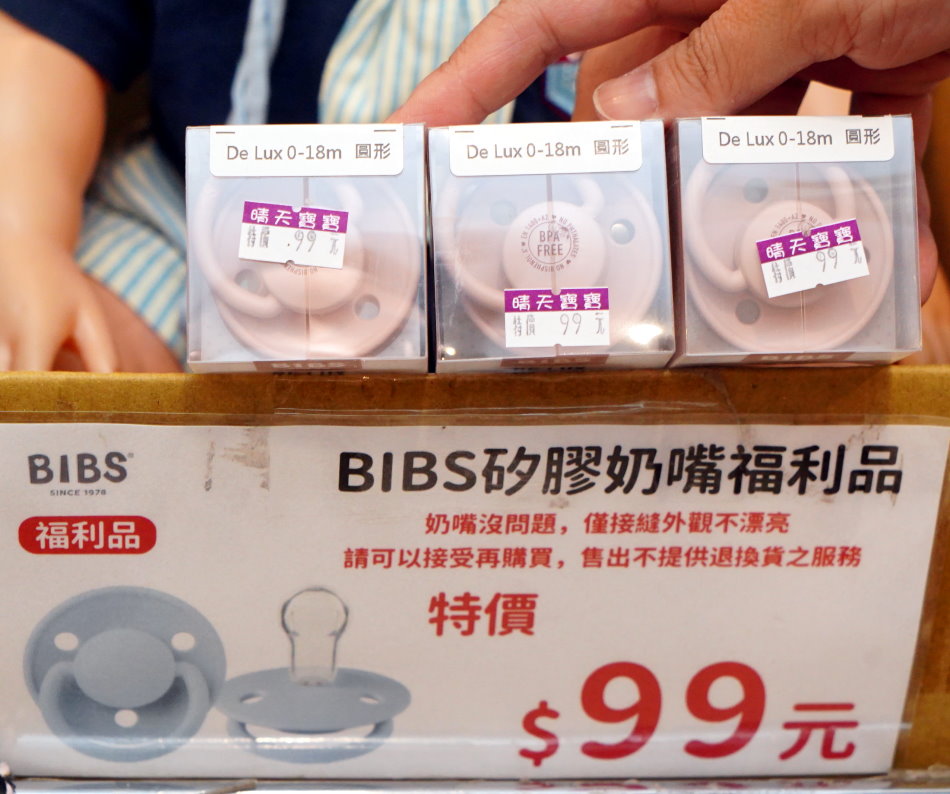 De Lux 0-18m 圓形
De Lux 0-18m 圓形
De Lux 0-18m 圓形
晴天寶寶
特價 .99 元
BPA
FREE
晴天寶寶
特價 99 元
晴天寶寶
特價 99 元
BIBS
BIBS
BIBS®
SINCE 1978
福利品
BIBS矽膠奶嘴福利品
奶嘴沒問題，僅接縫外觀不漂亮
請可以接受再購買，售出不提供退換貨之服務
特價
$99元